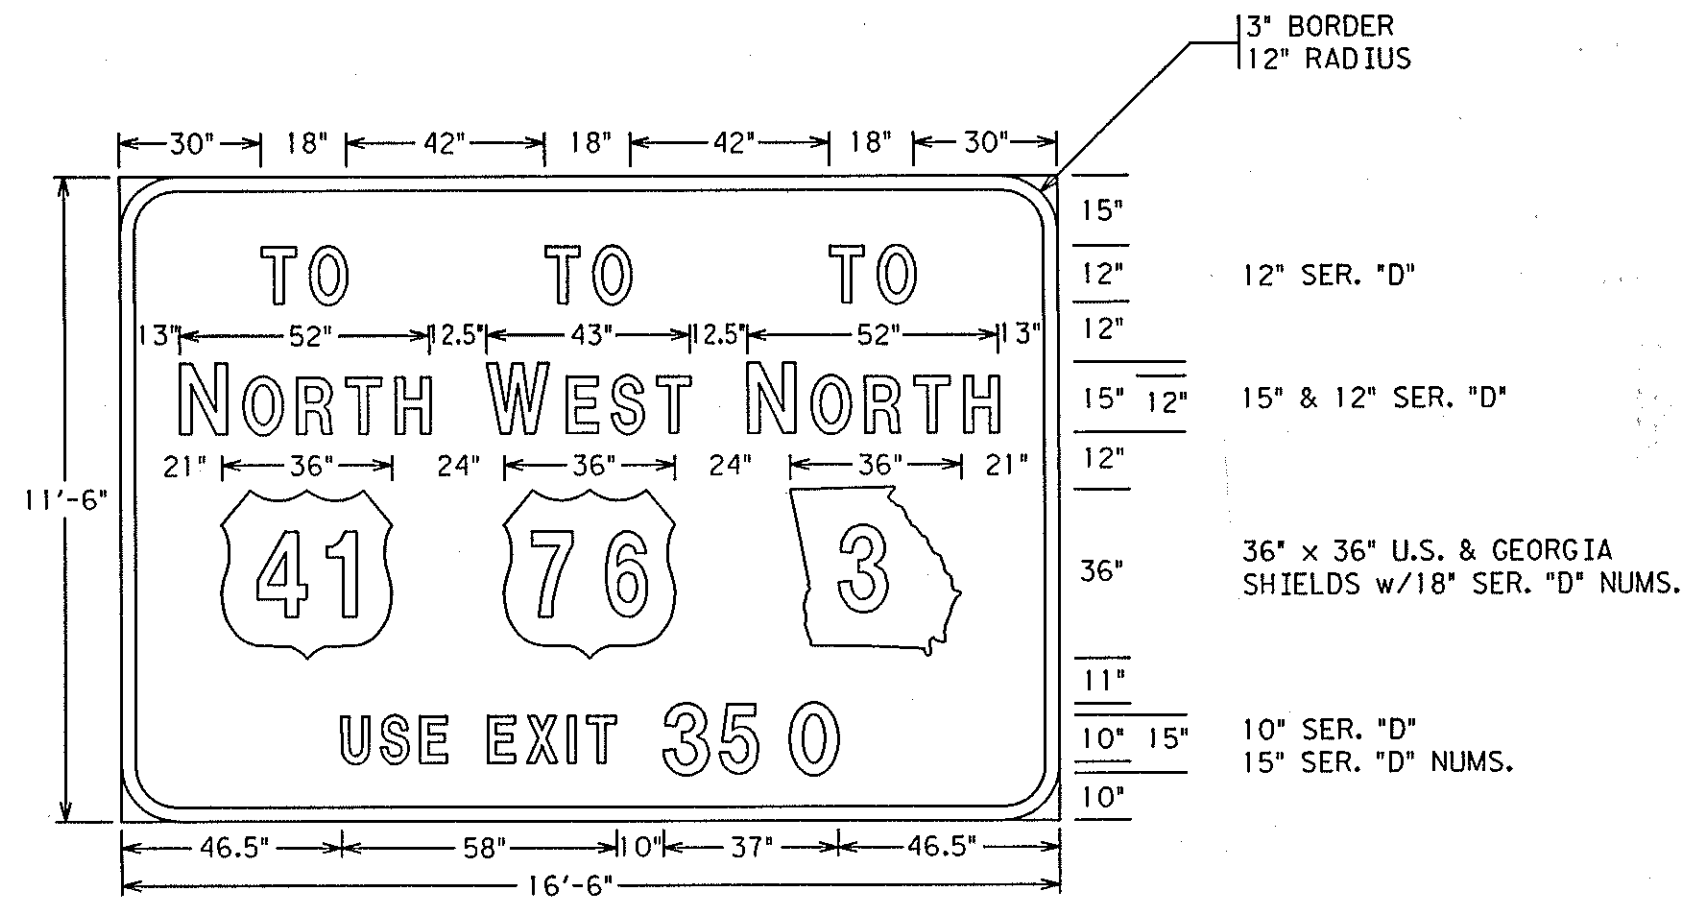 3" BORDER
12" RADIUS
30" 18" 42" 18" 42" 18" 30"
15"
TO TO TO
12" 12" SER. "D"
13" 52" 12.5" 43" 12.5" 52" 13" 12"
NORTH WEST NORTH
15" 12" 15" & 12" SER. "D"
21" 36" 24" 36" 24" 36" 21" 12"
11'-6"
41 76 3
36" 36" x 36" U.S. & GEORGIA
SHIELDS w/18" SER. "D" NUMS.
11"
USE EXIT 350
10" 15" 10" SER. "D"
15" SER. "D" NUMS.
10"
46.5" 58" 10" 37" 46.5"
16'-6"